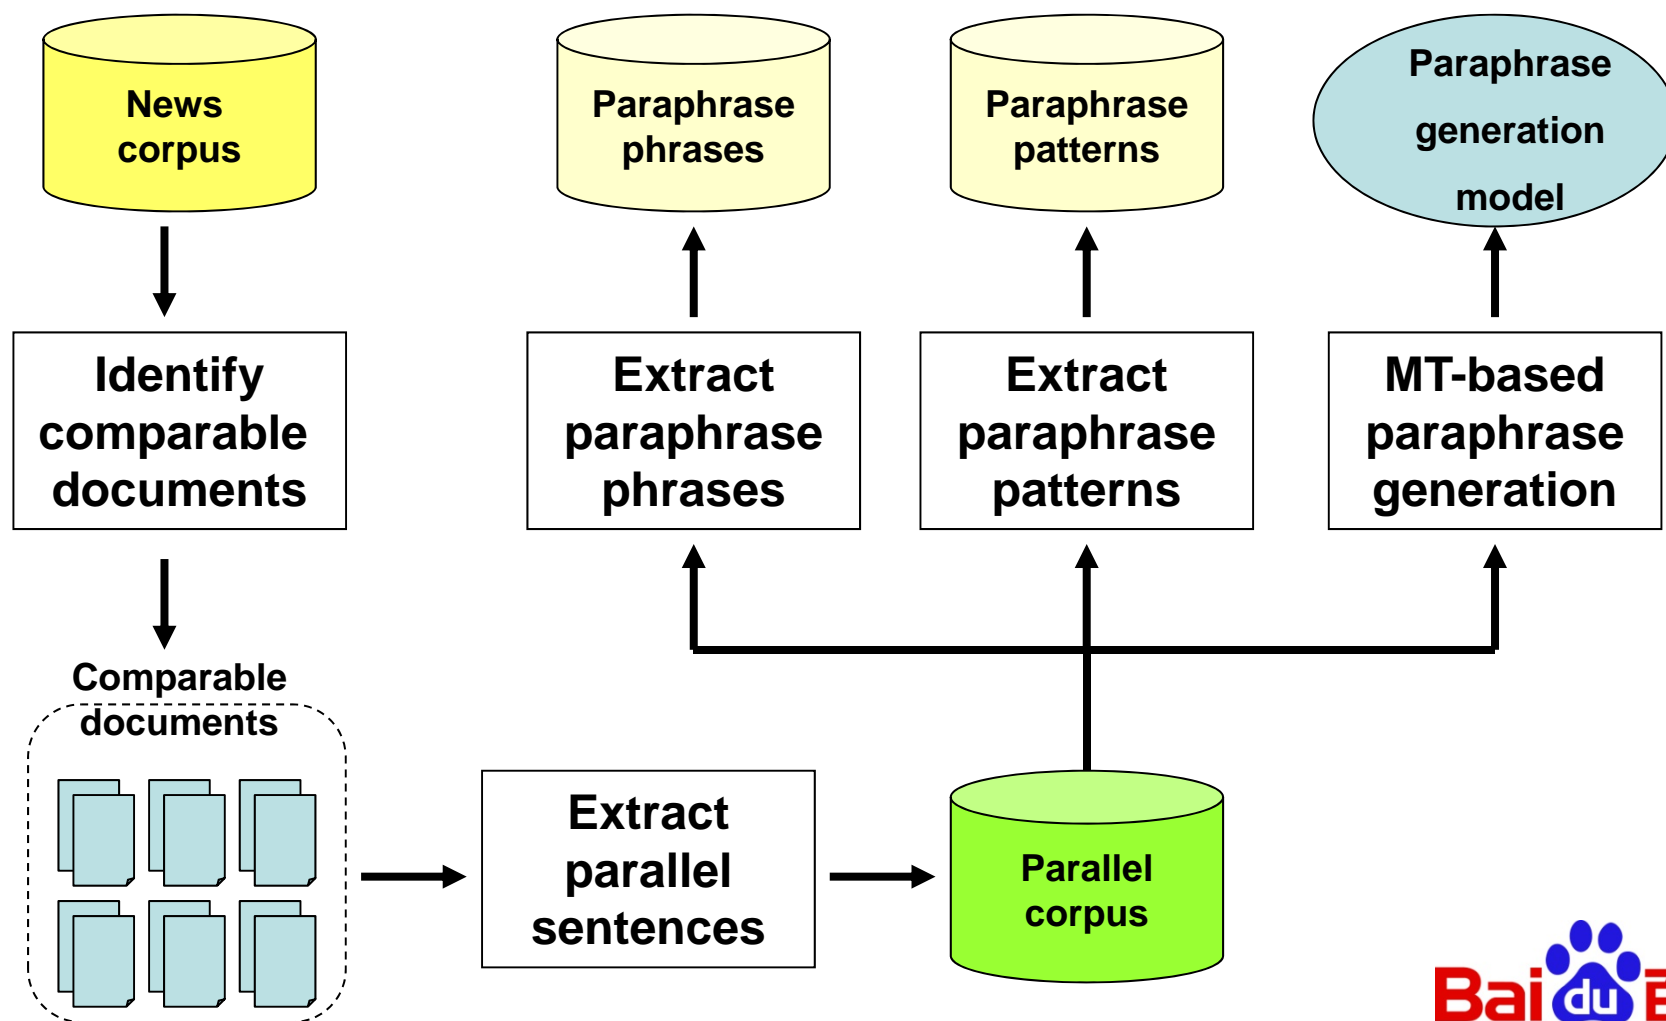 News
corpus
Paraphrase
phrases
Paraphrase
patterns
Paraphrase
generation
model
Identify
comparable
documents
Extract
paraphrase
phrases
Extract
paraphrase
patterns
MT-based
paraphrase
generation
Comparable
documents
Extract
parallel
sentences
Parallel
corpus
Bai du